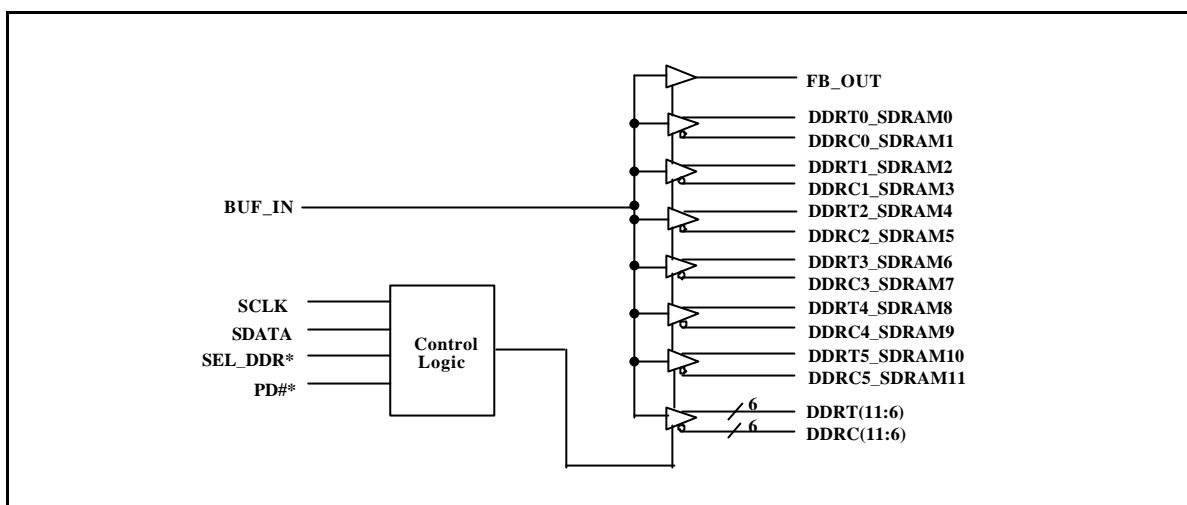 FB_OUT
DDRT0_SDRAM0
DDRC0_SDRAM1
DDRT1_SDRAM2
DDRC1_SDRAM3
BUF_IN
DDRT2_SDRAM4
DDRC2_SDRAM5
DDRT3_SDRAM6
DDRC3_SDRAM7
SCLK
SDATA
SEL_DDR*
PD#*
Control
Logic
DDRT4_SDRAM8
DDRC4_SDRAM9
DDRT5_SDRAM10
DDRC5_SDRAM11
6
DDRT(11:6)
6
DDRC(11:6)